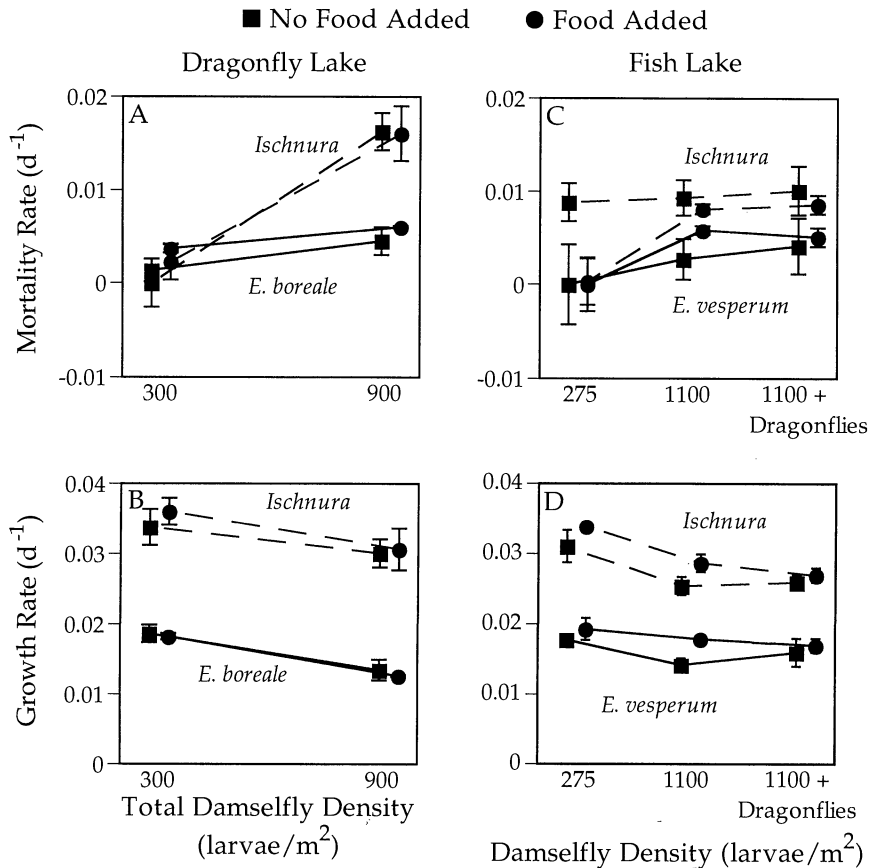 ■ No Food Added ● Food Added
Dragonfly Lake
Fish Lake
Mortality Rate (d⁻¹)
A
0.02
0.01
0
-0.01
Ischnura
E. boreale
300
900
C
0.02
0.01
0
-0.01
Ischnura
E. vesperum
275
1100
1100 +
Dragonflies
Growth Rate (d⁻¹)
B
0.04
0.03
0.02
0.01
0
Ischnura
E. boreale
300
900
Total Damselfly Density
(larvae/m²)
D
0.04
0.03
0.02
0.01
0
Ischnura
E. vesperum
275
1100
1100 +
Dragonflies
Damselfly Density (larvae/m²)